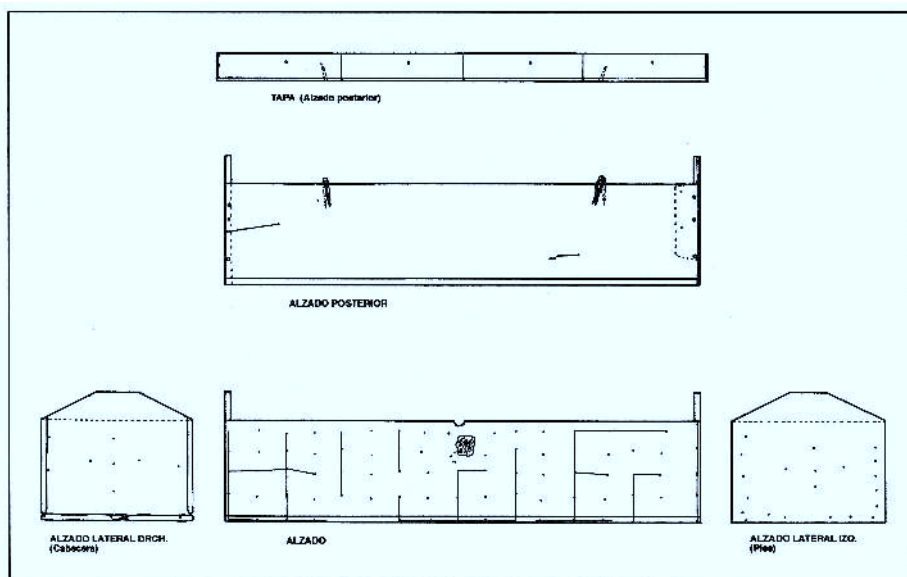 TAPA (Alzado posterior)
ALZADO POSTERIOR
ALZADO LATERAL DRCH.
(Cabecera)
ALZADO
ALZADO LATERAL IZQ.
(Pies)